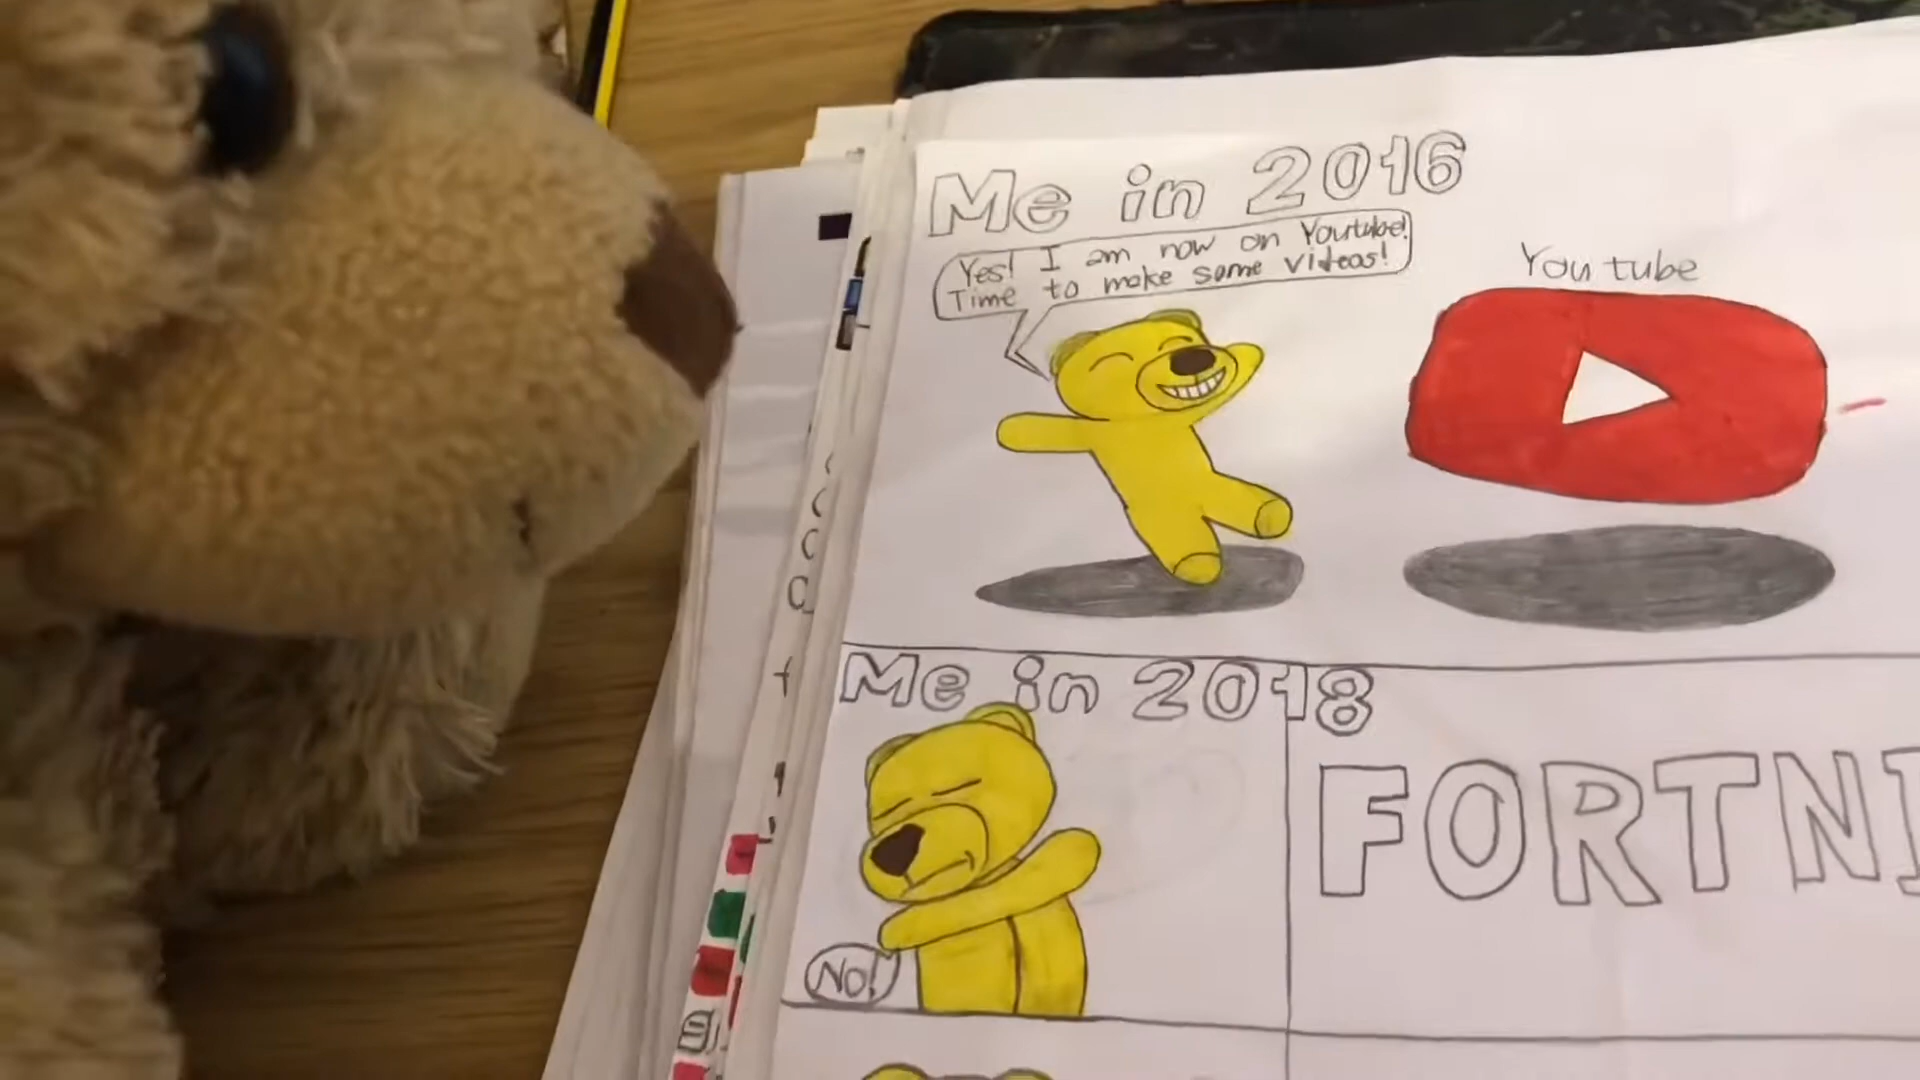 Me in 2016
Yes! I am now on Youtube!
Time to make some videos!
You tube
Me in 2018
FORTNI
No!